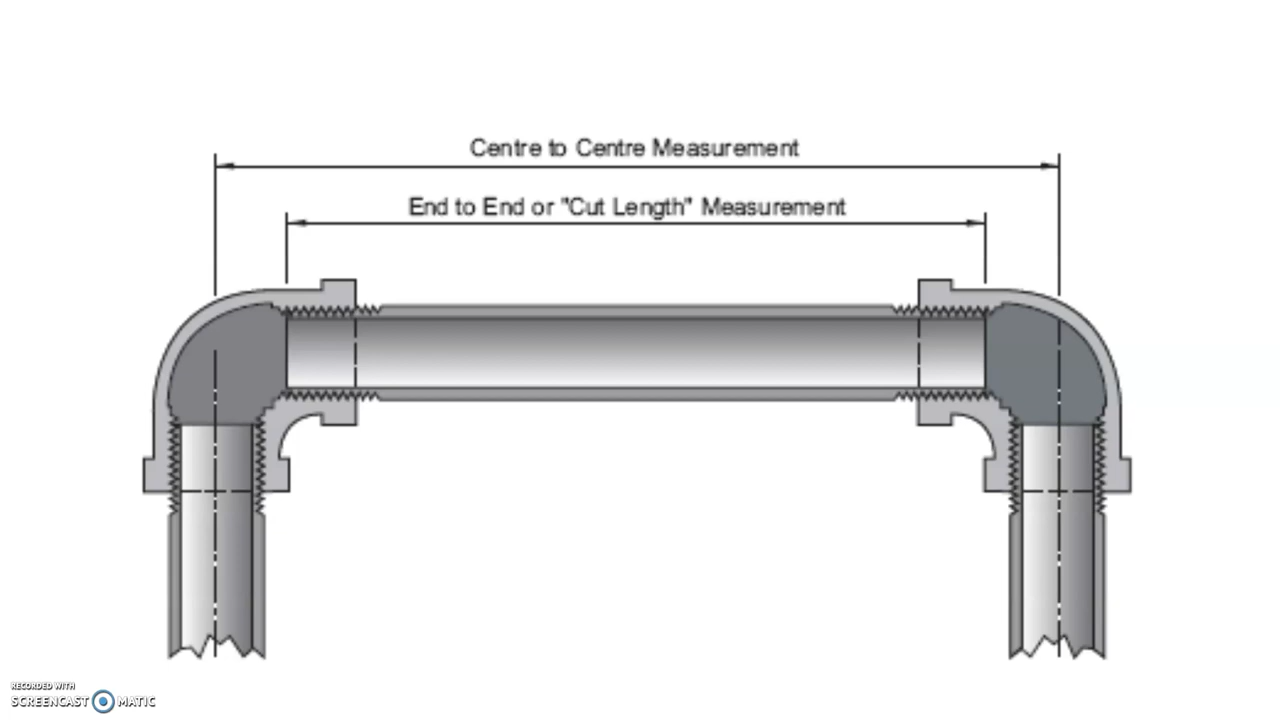 Centre to Centre Measurement
End to End or "Cut Length" Measurement
RECORDED WITH
SCREENCAST MATIC